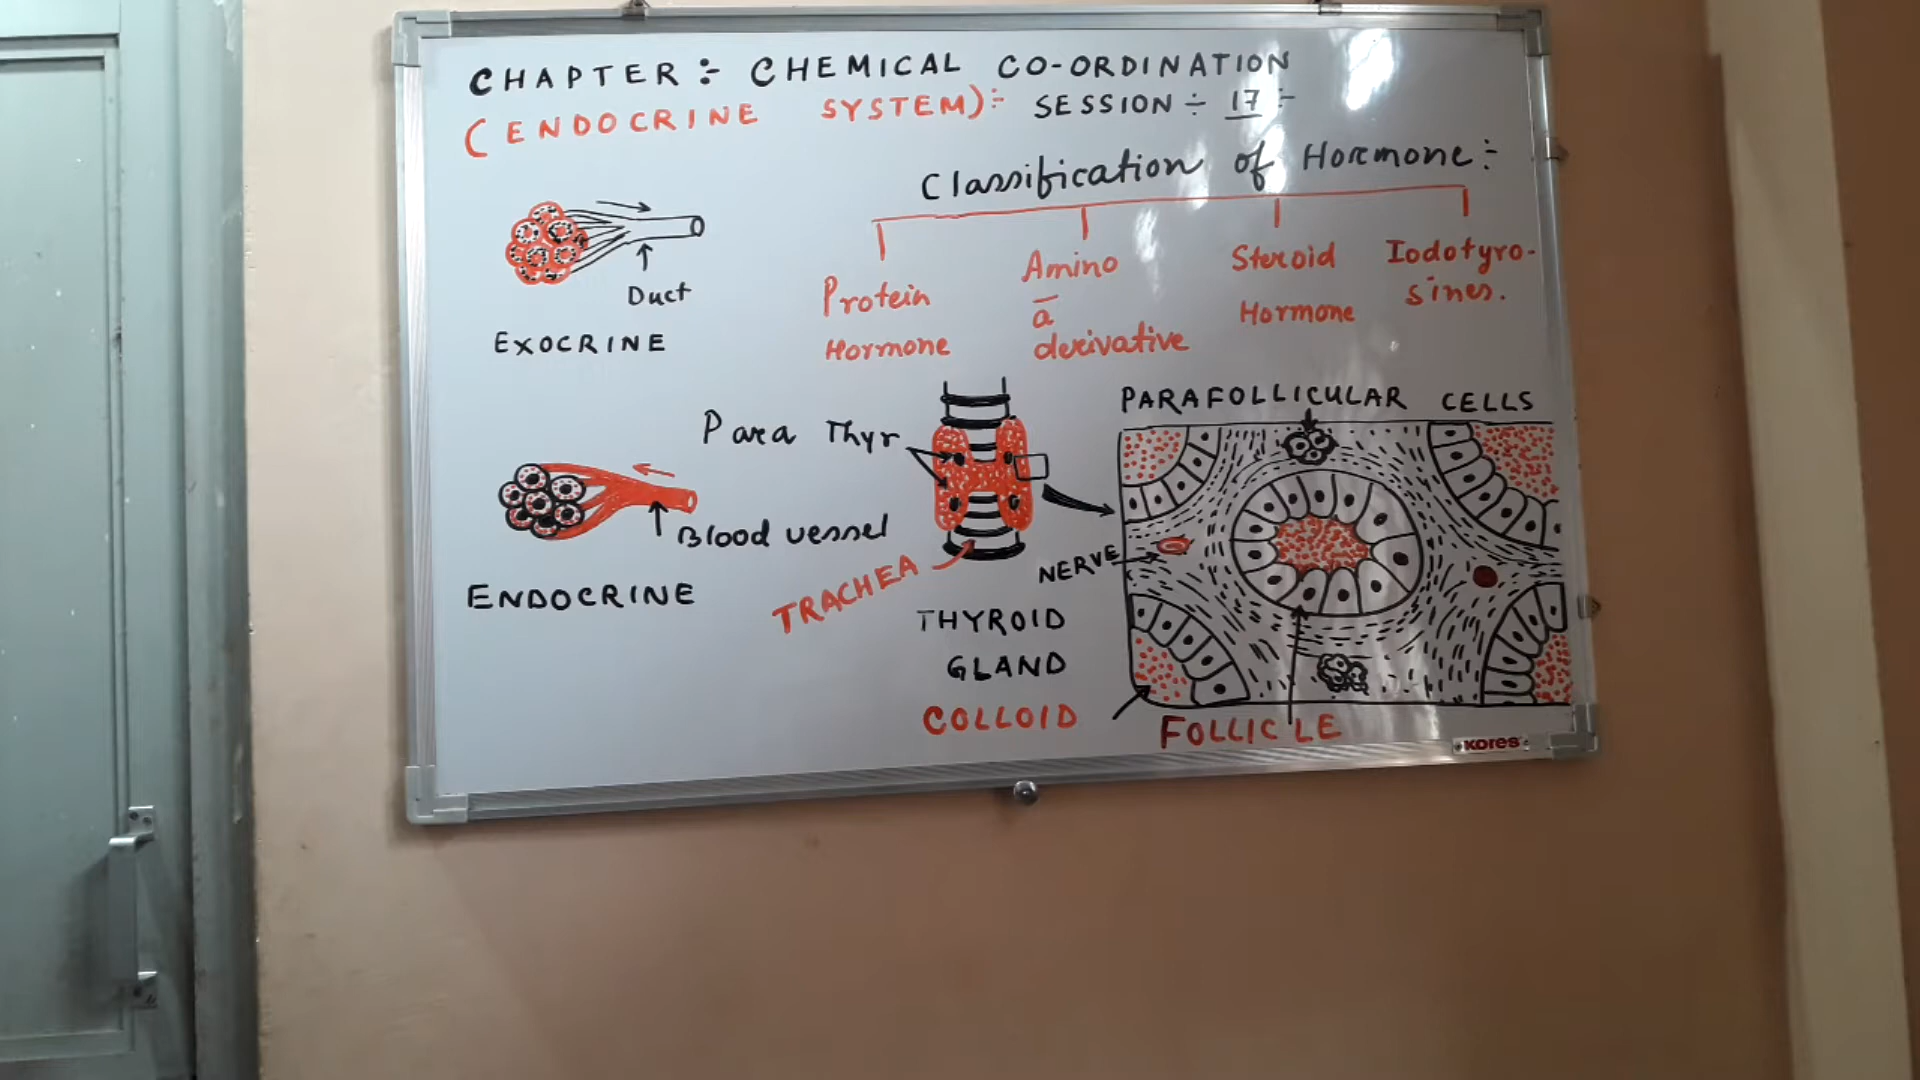 CHAPTER :- CHEMICAL CO-ORDINATION
(ENDOCRINE SYSTEM):- SESSION ÷ 17 :-
Classification of Hormone :-
Protein
Hormone
Amino
a
derivative
Steroid
Hormone
Iodotyro-
sines.
Duct
EXOCRINE
Blood vessel
ENDOCRINE
Para Thyr
TRACHEA
THYROID
GLAND
COLLOID
PARAFOLLICULAR CELLS
NERVE
FOLLICLE
KORES